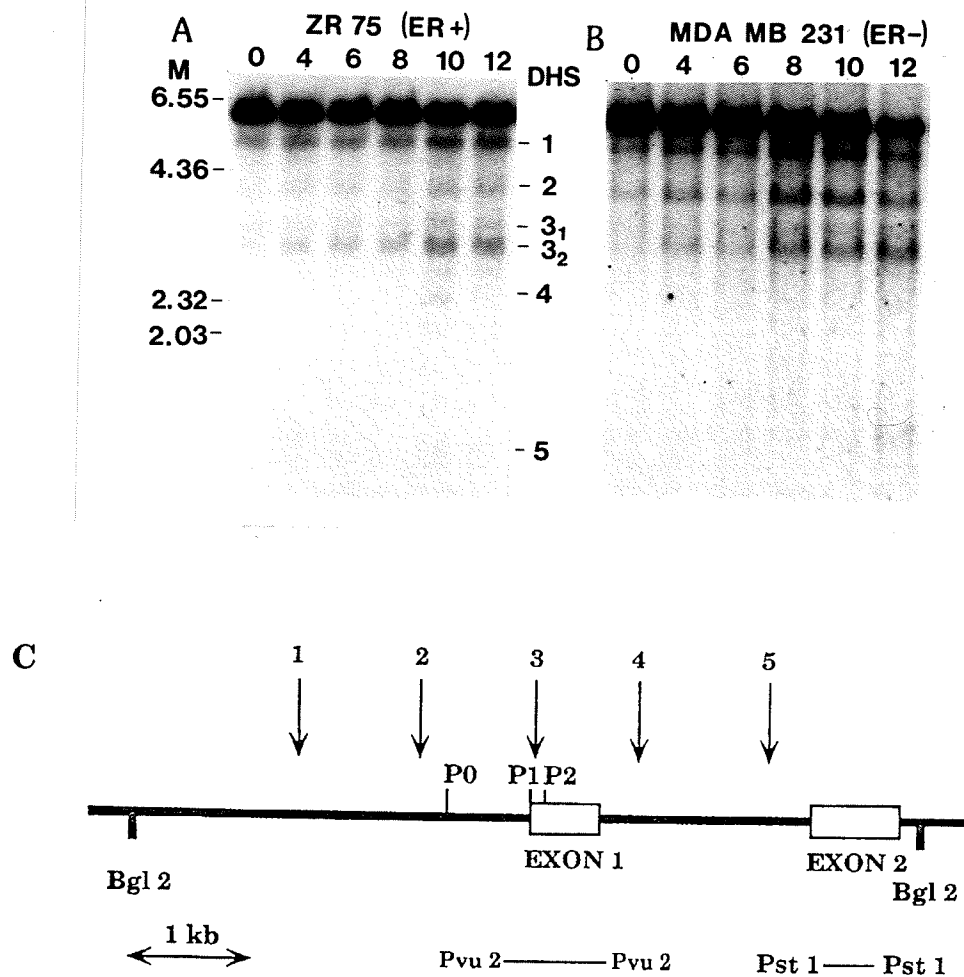 A ZR 75 (ER+)
0 4 6 8 10 12
M
DHS
6.55
4.36
2.32
2.03
1
2
3₁
3₂
4
5
B MDA MB 231 (ER-)
0 4 6 8 10 12
C
1 2 3 4 5
P0 P1 P2
EXON 1 EXON 2
Bgl 2 Bgl 2
1 kb
Pvu 2 Pvu 2 Pst 1 Pst 1